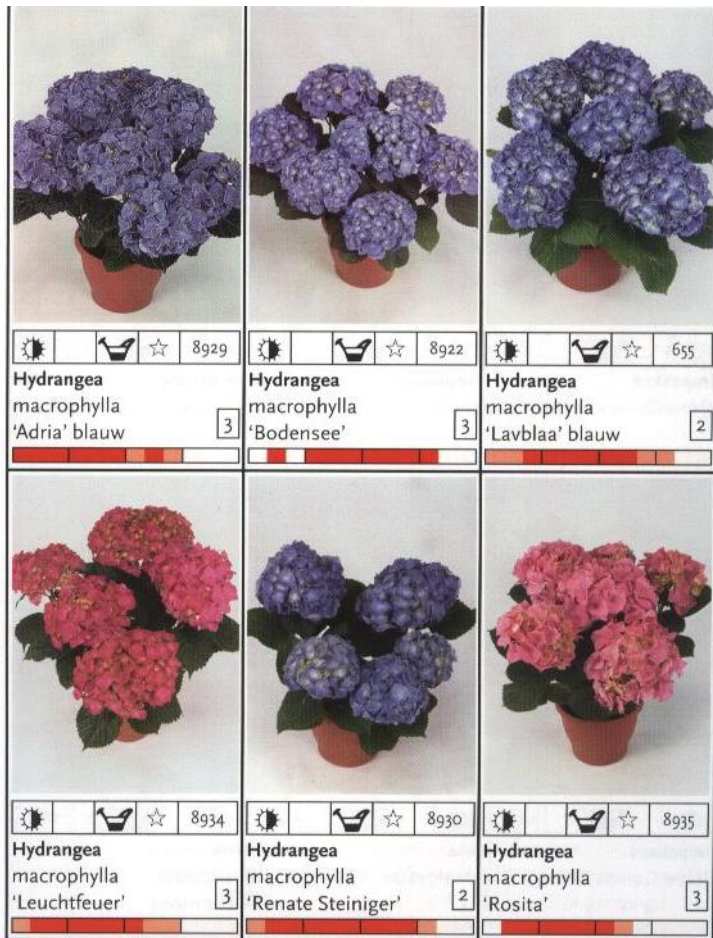 8929
Hydrangea
macrophylla
'Adria' blauw
3
8922
Hydrangea
macrophylla
'Bodensee'
3
655
Hydrangea
macrophylla
'Lavblaa' blauw
2
8934
Hydrangea
macrophylla
'Leuchtfeuer'
3
8930
Hydrangea
macrophylla
'Renate Steiniger'
2
8935
Hydrangea
macrophylla
'Rosita'
3